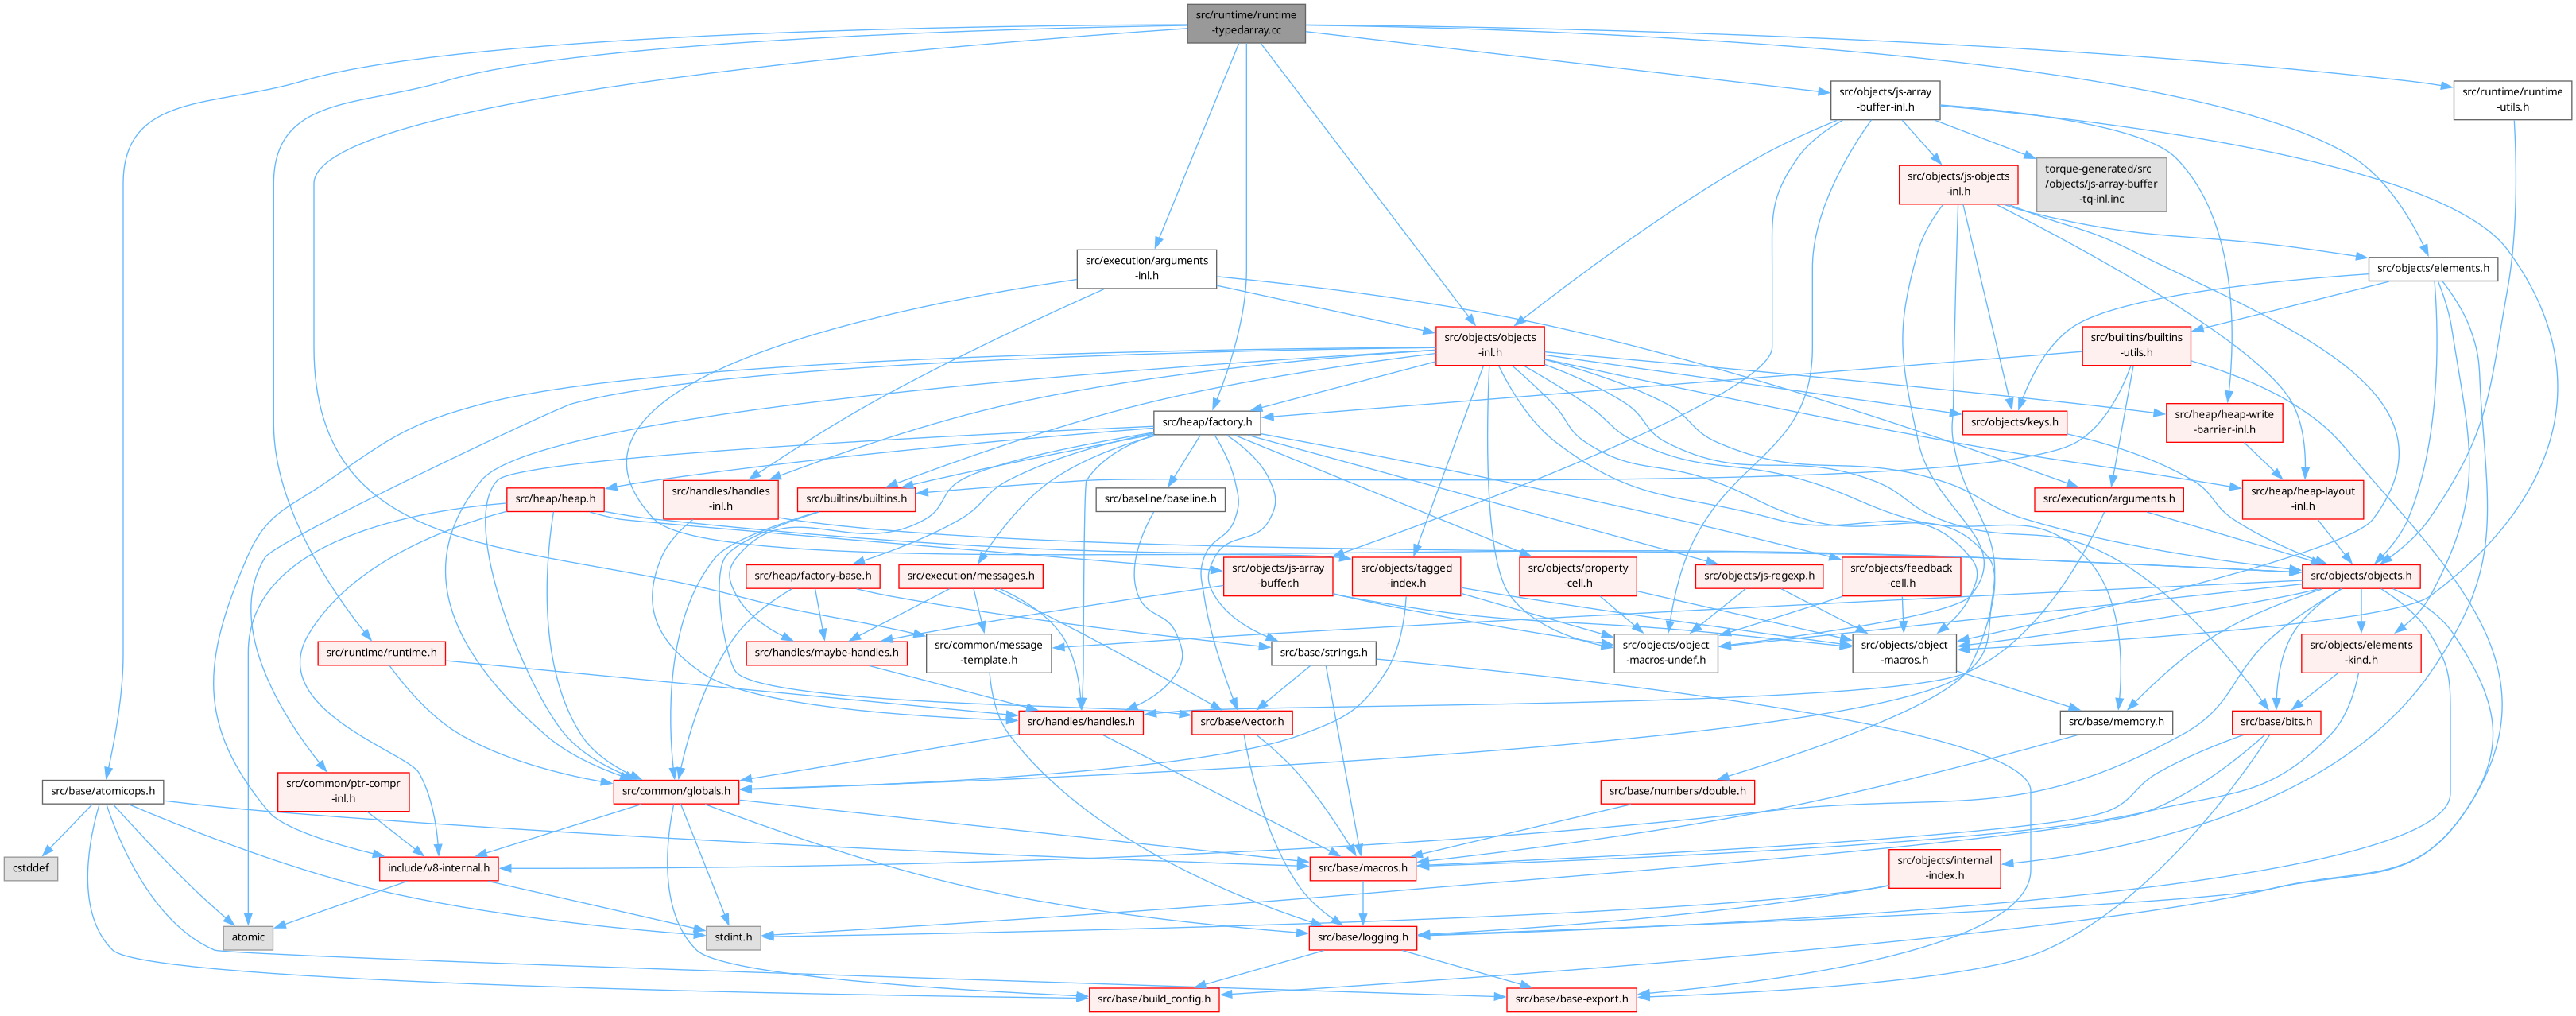 src/runtime/runtime
-typedarray.cc
src/objects/js-array
-buffer-inl.h
src/runtime/runtime
-utils.h
src/objects/js-objects
-inl.h
torque-generated/src
/objects/js-array-buffer
-tq-inl.inc
src/execution/arguments
-inl.h
src/objects/elements.h
src/objects/objects
-inl.h
src/builtins/builtins
-utils.h
src/heap/factory.h
src/objects/keys.h
src/heap/heap-write
-barrier-inl.h
src/heap/heap.h
src/handles/handles
-inl.h
src/builtins/builtins.h
src/baseline/baseline.h
src/execution/arguments.h
src/heap/heap-layout
-inl.h
src/heap/factory-base.h
src/execution/messages.h
src/objects/js-array
-buffer.h
src/objects/tagged
-index.h
src/objects/property
-cell.h
src/objects/js-regexp.h
src/objects/feedback
-cell.h
src/objects/objects.h
src/runtime/runtime.h
src/handles/maybe-handles.h
src/common/message
-template.h
src/base/strings.h
src/objects/object
-macros-undef.h
src/objects/object
-macros.h
src/objects/elements
-kind.h
src/handles/handles.h
src/base/vector.h
src/base/memory.h
src/base/bits.h
src/base/atomicops.h
src/common/ptr-compr
-inl.h
src/common/globals.h
src/base/numbers/double.h
cstddef
include/v8-internal.h
src/base/macros.h
src/objects/internal
-index.h
atomic
stdint.h
src/base/logging.h
src/base/build_config.h
src/base/base-export.h